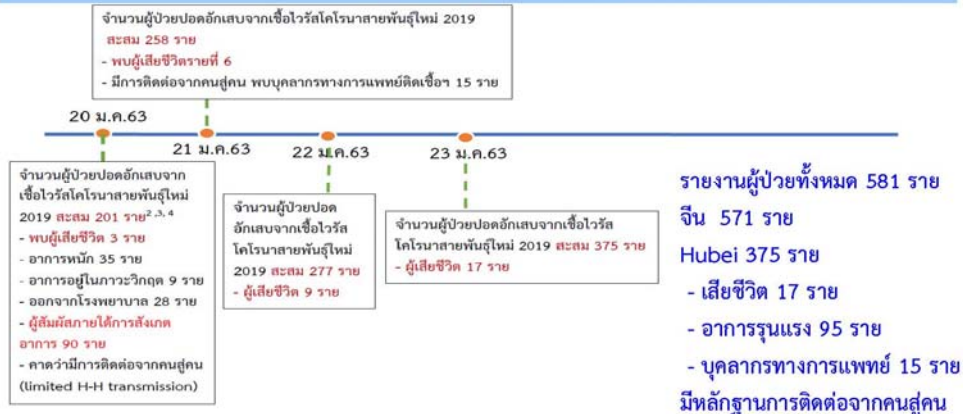 จำนวนผู้ป่วยปอดอักเสบจากเชื้อไวรัสโคโรนาสายพันธุ์ใหม่ 2019
สะสม 258 ราย
- พบผู้เสียชีวิตรายที่ 6
- มีการติดต่อจากคนสู่คน พบบุคลากรทางการแพทย์ติดเชื้อฯ 15 ราย
20 ม.ค.63
21 ม.ค.63
22 ม.ค.63
23 ม.ค.63
จำนวนผู้ป่วยปอดอักเสบจาก
เชื้อไวรัสโคโรนาสายพันธุ์ใหม่
2019 สะสม 201 ราย2 ,3, 4
- พบผู้เสียชีวิต 3 ราย
- อาการหนัก 35 ราย
- อาการอยู่ในภาวะวิกฤต 9 ราย
- ออกจากโรงพยาบาล 28 ราย
- ผู้สัมผัสภายใต้การสังเกต
อาการ 90 ราย
- คาดว่ามีการติดต่อจากคนสู่คน
(limited H-H transmission)
จำนวนผู้ป่วยปอด
อักเสบจากเชื้อไวรัส
โคโรนาสายพันธุ์ใหม่
2019 สะสม 277 ราย
- ผู้เสียชีวิต 9 ราย
จำนวนผู้ป่วยปอดอักเสบจากเชื้อไวรัส
โคโรนาสายพันธุ์ใหม่ 2019 สะสม 375 ราย
- ผู้เสียชีวิต 17 ราย
รายงานผู้ป่วยทั้งหมด 581 ราย
จีน 571 ราย
Hubei 375 ราย
- เสียชีวิต 17 ราย
- อาการรุนแรง 95 ราย
- บุคลากรทางการแพทย์ 15 ราย
มีหลักฐานการติดต่อจากคนสู่คน